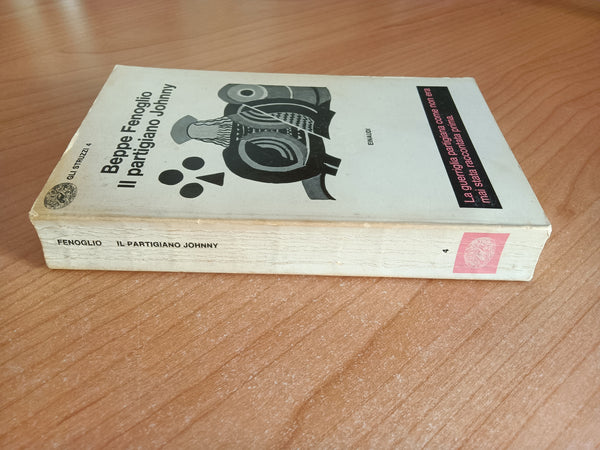 GLI STRUZZI 4
Beppe Fenoglio
Il partigiano Johnny
EINAUDI
La guerriglia partigiana come non era
mai stata raccontata prima.
FENOGLIO IL PARTIGIANO JOHNNY
4